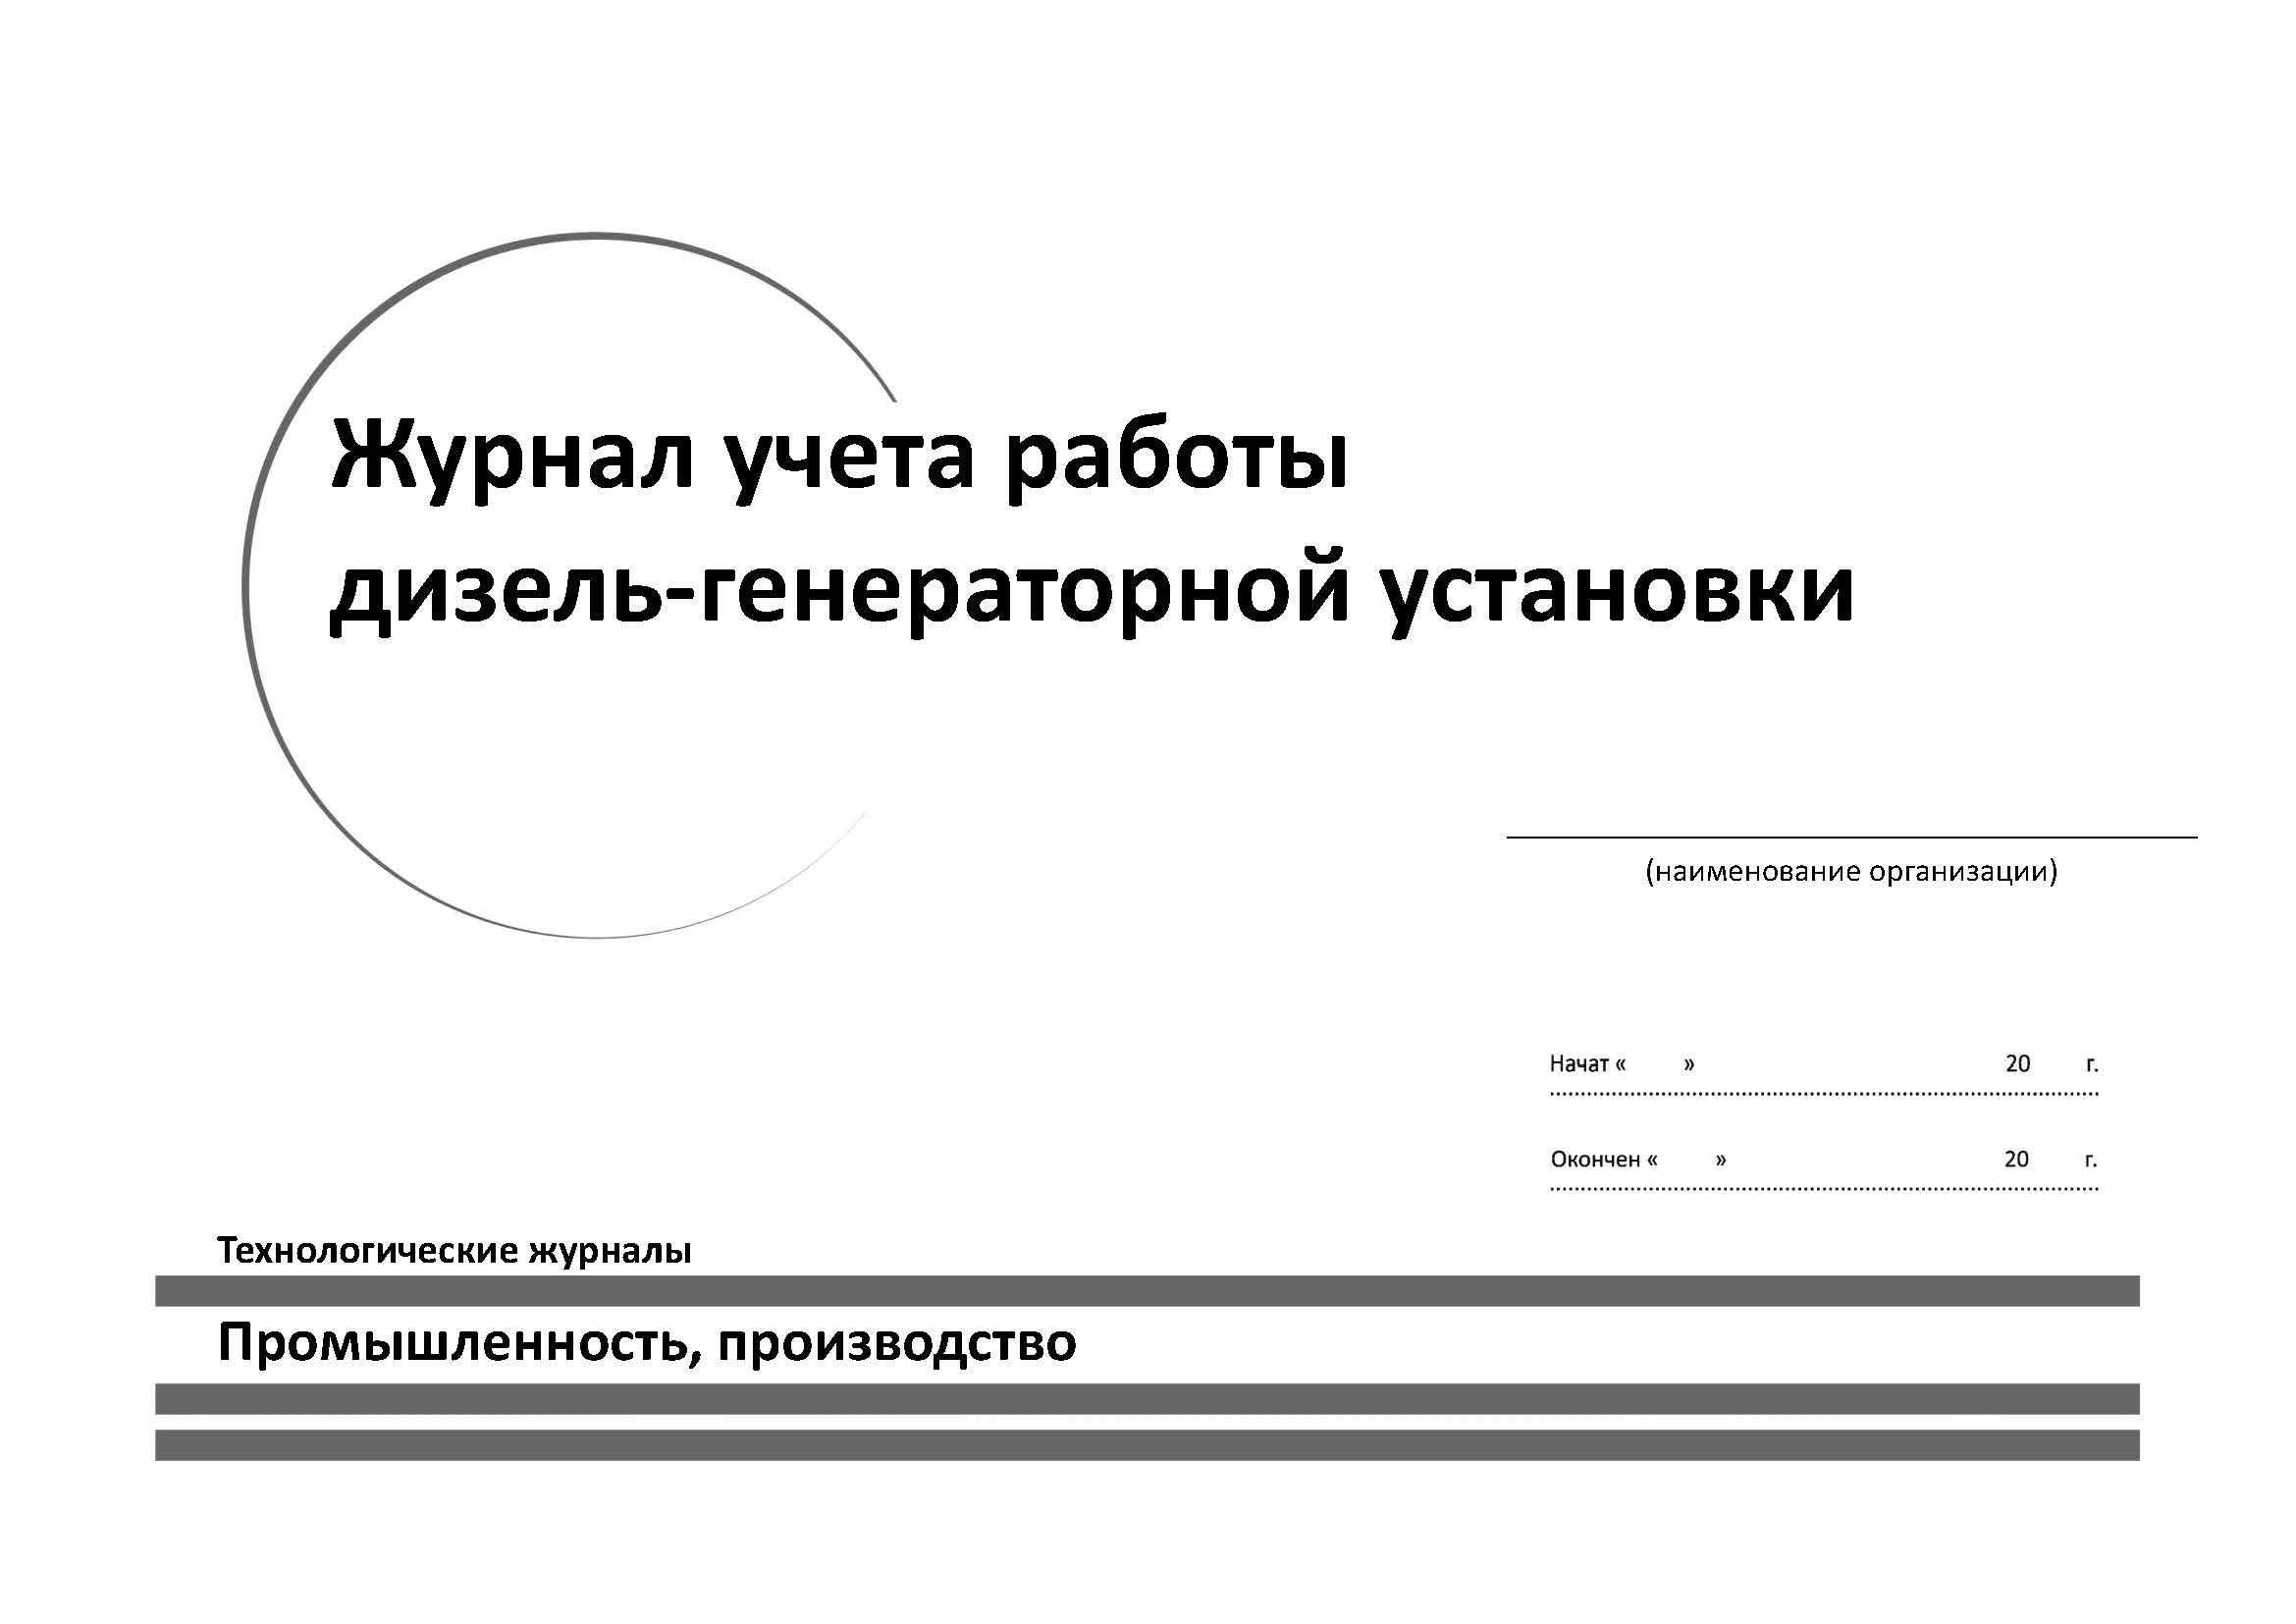 Журнал учета работы
дизель-генераторной установки
(наименование организации)
Начат « » 20 г.
Окончен « » 20 г.
Технологические журналы
Промышленность, производство